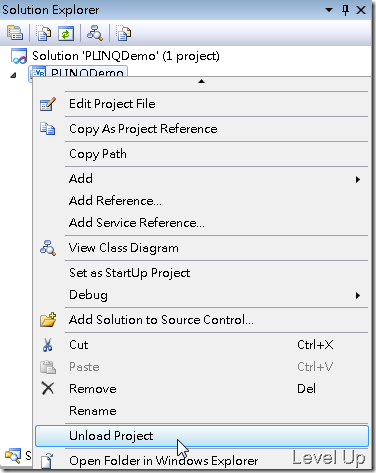 Solution Explorer
Solution 'PLINQDemo' (1 project)
PLINQDemo
Edit Project File
Copy As Project Reference
Copy Path
Add
Add Reference...
Add Service Reference...
View Class Diagram
Set as StartUp Project
Debug
Add Solution to Source Control...
Cut Ctrl+X
Paste Ctrl+V
Remove Del
Rename
Unload Project
S
Open Folder in Windows Explorer
Level Up